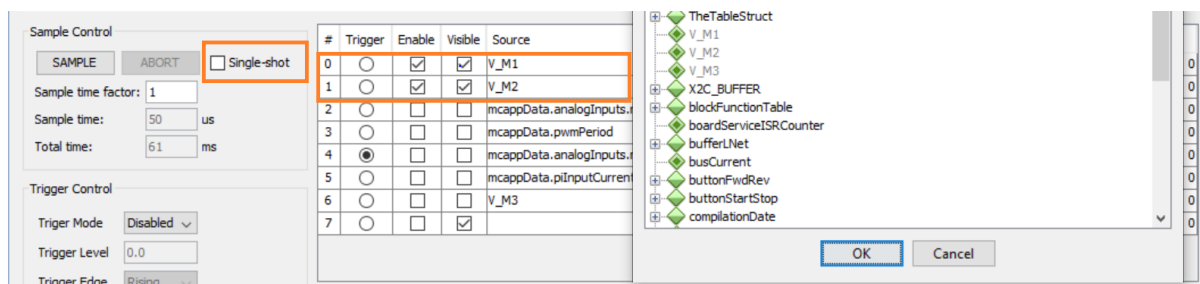 Sample Control
SAMPLE ABORT Single-shot
Sample time factor: 1
Sample time: 50 us
Total time: 61 ms
Trigger Control
Triger Mode Disabled
Trigger Level 0.0
Trigger Edge Rising
# Trigger Enable Visible Source
0 V_M1
1 V_M2
2 mcappData.analogInputs.
3 mcappData.pwmPeriod
4 mcappData.analogInputs.
5 mcappData.piInputCurrent
6 V_M3
7
TheTableStruct
V_M1
V_M2
V_M3
X2C_BUFFER
blockFunctionTable
boardServiceISRCounter
bufferLNet
busCurrent
buttonFwdRev
buttonStartStop
compilationDate
OK Cancel
0
0
0
0
0
0
0
0